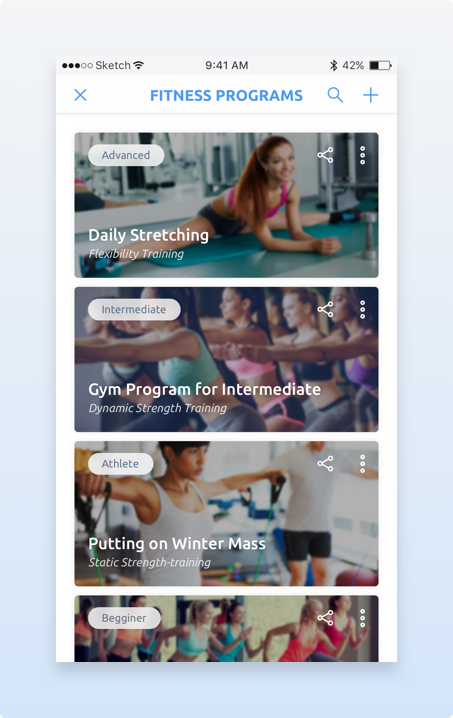 Sketch 9:41 AM 42%
FITNESS PROGRAMS
Advanced
Daily Stretching
Flexibility Training
Intermediate
Gym Program for Intermediate
Dynamic Strength Training
Athlete
Putting on Winter Mass
Static Strength-training
Begginer